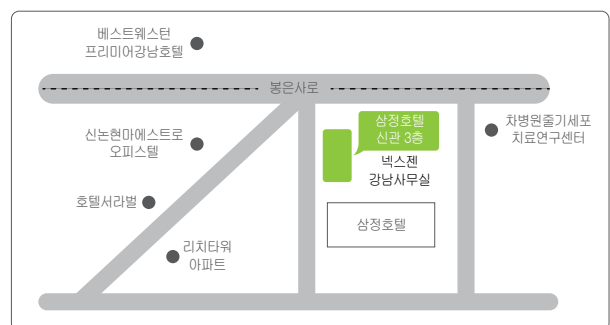 베스트웨스턴
프리미어강남호텔
봉은사로
삼정호텔
신관 3층
차병원줄기세포
치료연구센터
신논현마에스트로
오피스텔
넥스젠
강남사무실
호텔서라벌
삼정호텔
리치타워
아파트